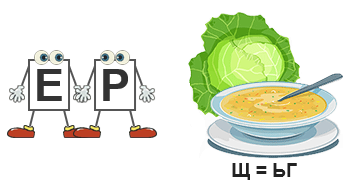 Е Р
Щ = ЬГ